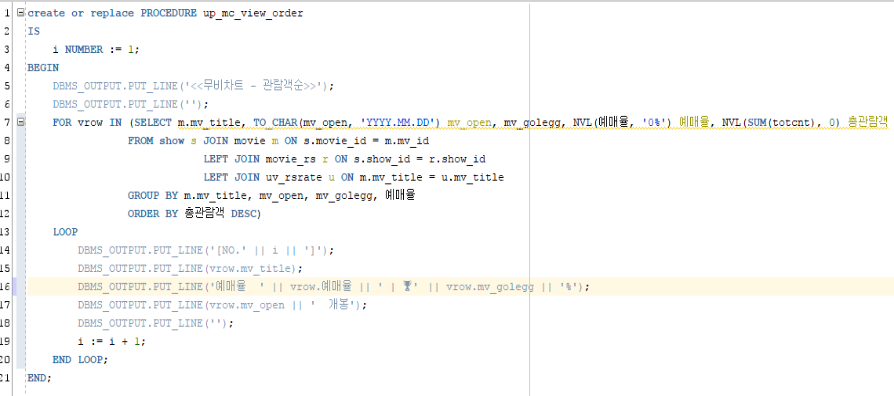 1 create or replace PROCEDURE up_mc_view_order
2 IS
3 i NUMBER := 1;
4 BEGIN
5 DBMS_OUTPUT.PUT_LINE('<<무비차트 - 관람객순>>');
6 DBMS_OUTPUT.PUT_LINE('');
7 FOR vrow IN (SELECT m.mv_title, TO_CHAR(mv_open, 'YYYY.MM.DD') mv_open, mv_golegg, NVL(예매율, '0%') 예매율, NVL(SUM(totcnt), 0) 총관람객
8 FROM show s JOIN movie m ON s.movie_id = m.mv_id
9 LEFT JOIN movie_rs r ON s.show_id = r.show_id
10 LEFT JOIN uv_rsrate u ON m.mv_title = u.mv_title
11 GROUP BY m.mv_title, mv_open, mv_golegg, 예매율
12 ORDER BY 총관람객 DESC)
13 LOOP
14 DBMS_OUTPUT.PUT_LINE('[NO.' || i || ']');
15 DBMS_OUTPUT.PUT_LINE(vrow.mv_title);
16 DBMS_OUTPUT.PUT_LINE('예매율  ' || vrow.예매율 || ' | 🏆' || vrow.mv_golegg || '%');
17 DBMS_OUTPUT.PUT_LINE(vrow.mv_open || '  개봉');
18 DBMS_OUTPUT.PUT_LINE('');
19 i := i + 1;
20 END LOOP;
21 END;